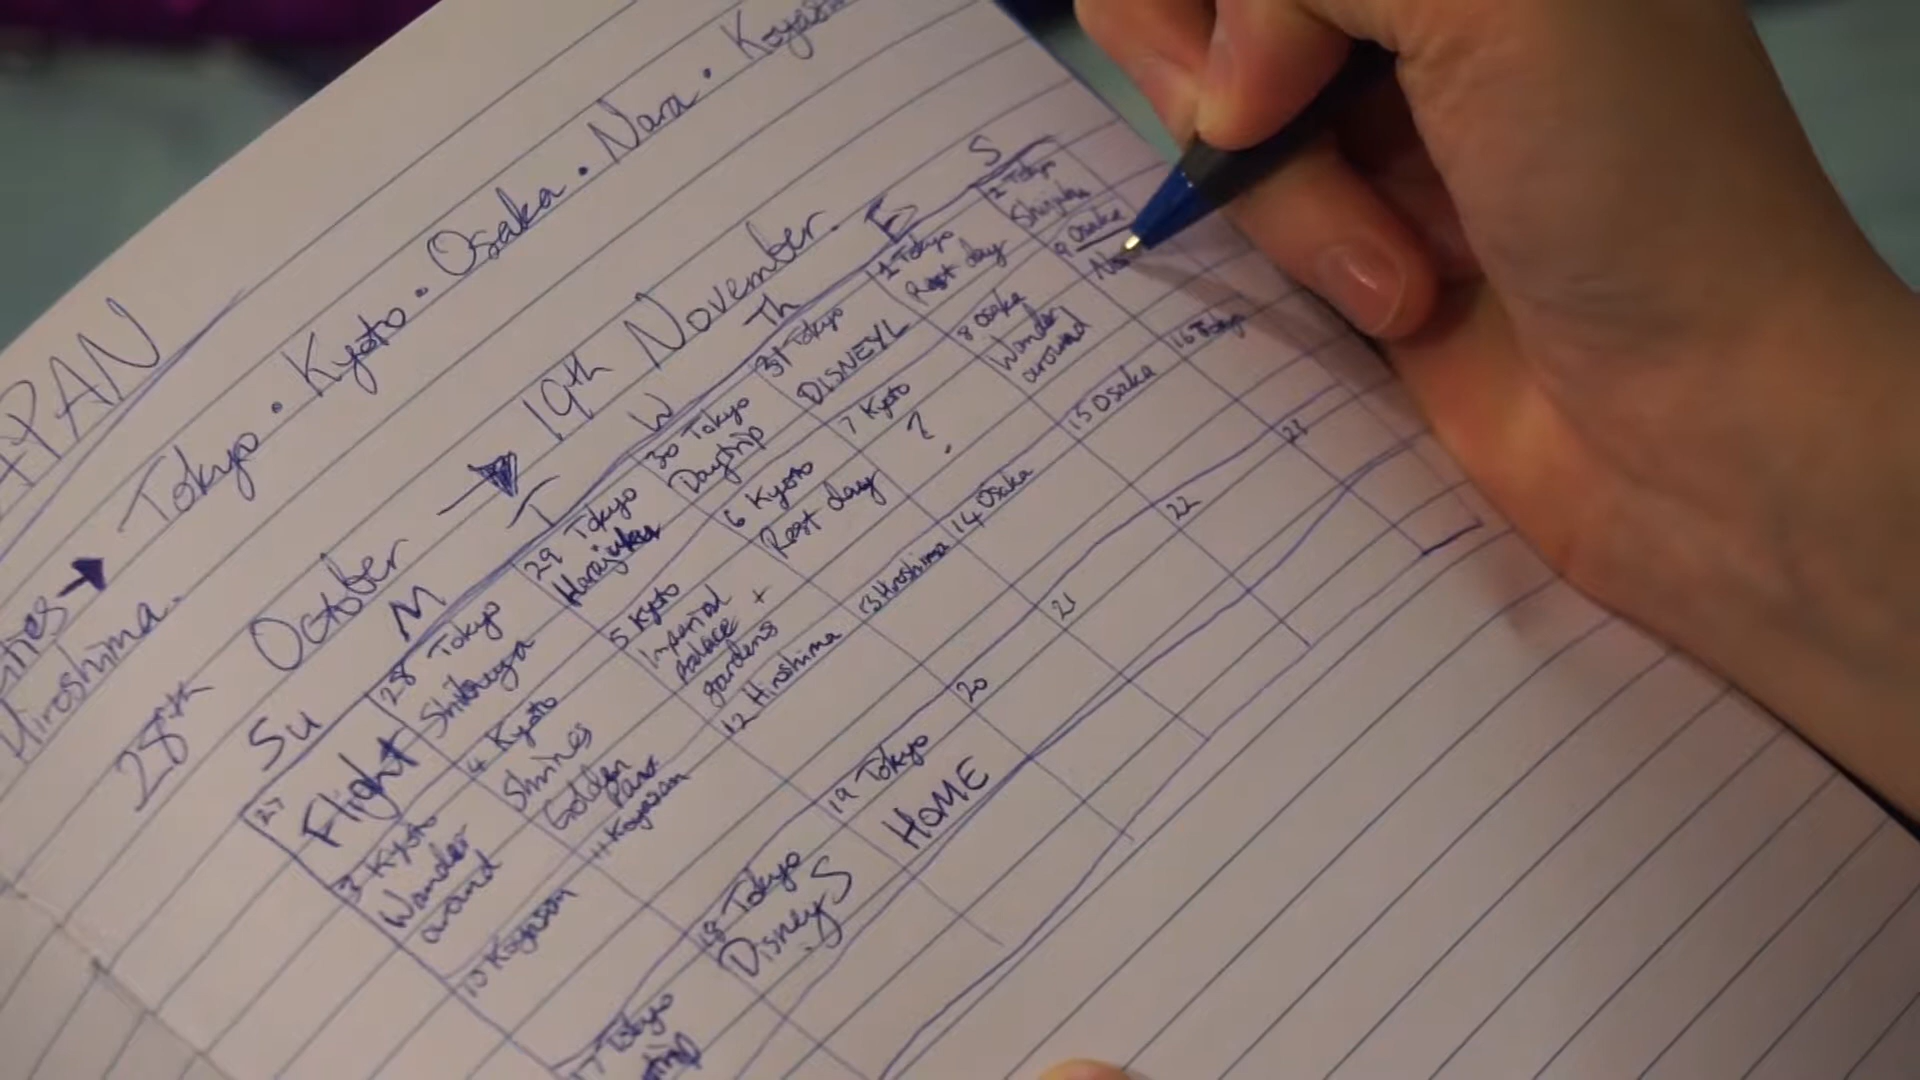 APAN
Tokyo • Kyoto • Osaka • Nara •
Hiroshima.
28th October → 19th November.
Su M T W Th F S
27 Flight
28 Tokyo Shibuya
29 Tokyo Harajuku
30 Tokyo Daytrip
31 Tokyo DISNEYL
1 Tokyo Rest day
2 Tokyo
3 Kyoto Wander around
4 Kyoto Shrines Golden Pav
5 Kyoto Imperial palace + gardens
6 Kyoto Rest day
7 Kyoto ?
8 Osaka Wander around
9 Osaka
10 Koyasan
11 Koyasan
12 Hiroshima
13 Hiroshima
14 Osaka
15 Osaka
16 Tokyo
17 Tokyo
18 Tokyo DisneyS
19 Tokyo HOME
20
21
22
23